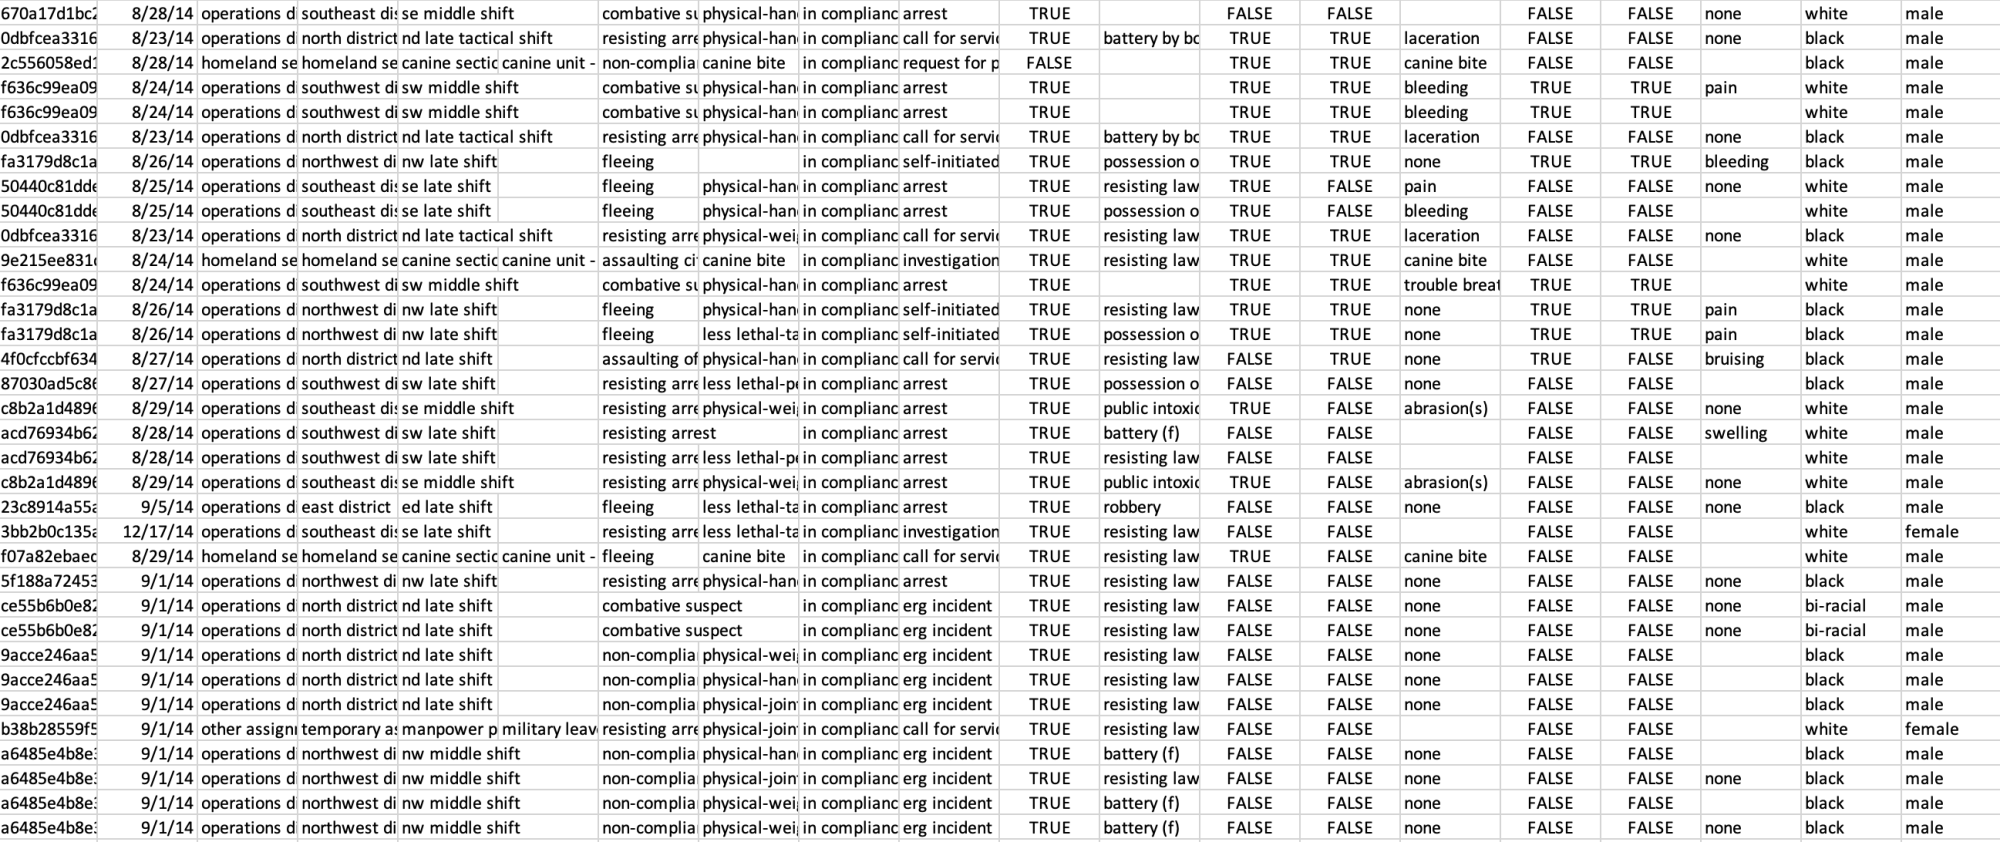 670a17d1bc2 8/28/14 operations d southeast dis se middle shift combative su physical-han in complianc arrest TRUE FALSE FALSE FALSE FALSE none white male
0dbfcea3316 8/23/14 operations d north district nd late tactical shift resisting arre physical-han in complianc call for servic TRUE battery by bo TRUE TRUE laceration FALSE FALSE none black male
2c556058ed1 8/28/14 homeland se homeland se canine sectic canine unit - non-complia canine bite in complianc request for p FALSE TRUE TRUE canine bite FALSE FALSE black male
f636c99ea09 8/24/14 operations d southwest di sw middle shift combative su physical-han in complianc arrest TRUE TRUE TRUE bleeding TRUE TRUE pain white male
f636c99ea09 8/24/14 operations d southwest di sw middle shift combative su physical-han in complianc arrest TRUE TRUE TRUE bleeding TRUE TRUE white male
0dbfcea3316 8/23/14 operations d north district nd late tactical shift resisting arre physical-han in complianc call for servic TRUE battery by bo TRUE TRUE laceration FALSE FALSE none black male
fa3179d8c1a 8/26/14 operations d northwest di nw late shift fleeing in complianc self-initiated TRUE possession o TRUE TRUE none TRUE TRUE bleeding black male
50440c81dde 8/25/14 operations d southeast dis se late shift fleeing physical-han in complianc arrest TRUE resisting law TRUE FALSE pain FALSE FALSE none white male
50440c81dde 8/25/14 operations d southeast dis se late shift fleeing physical-han in complianc arrest TRUE possession o TRUE FALSE bleeding FALSE FALSE white male
0dbfcea3316 8/23/14 operations d north district nd late tactical shift resisting arre physical-wei in complianc call for servic TRUE resisting law TRUE TRUE laceration FALSE FALSE none black male
9e215ee831 8/24/14 homeland se homeland se canine sectic canine unit - assaulting ci canine bite in complianc investigation TRUE resisting law TRUE TRUE canine bite FALSE FALSE white male
f636c99ea09 8/24/14 operations d southwest di sw middle shift combative su physical-han in complianc arrest TRUE TRUE TRUE trouble breat TRUE TRUE white male
fa3179d8c1a 8/26/14 operations d northwest di nw late shift fleeing physical-han in complianc self-initiated TRUE resisting law TRUE TRUE none TRUE TRUE pain black male
fa3179d8c1a 8/26/14 operations d northwest di nw late shift fleeing less lethal-ta in complianc self-initiated TRUE possession o TRUE TRUE none TRUE TRUE pain black male
4f0cfccbf634 8/27/14 operations d north district nd late shift assaulting of physical-han in complianc call for servic TRUE resisting law FALSE TRUE none TRUE FALSE bruising black male
87030ad5c86 8/27/14 operations d southwest di sw late shift resisting arre less lethal-pe in complianc arrest TRUE possession o FALSE FALSE none FALSE FALSE black male
c8b2a1d4896 8/29/14 operations d southeast dis se middle shift resisting arre physical-wei in complianc arrest TRUE public intoxic TRUE FALSE abrasion(s) FALSE FALSE none white male
acd76934b62 8/28/14 operations d southwest di sw late shift resisting arrest in complianc arrest TRUE battery (f) FALSE FALSE FALSE FALSE swelling white male
acd76934b62 8/28/14 operations d southwest di sw late shift resisting arre less lethal-pe in complianc arrest TRUE resisting law FALSE FALSE FALSE FALSE white male
c8b2a1d4896 8/29/14 operations d southeast dis se middle shift resisting arre physical-wei in complianc arrest TRUE public intoxic TRUE FALSE abrasion(s) FALSE FALSE none white male
23c8914a55a 9/5/14 operations d east district ed late shift fleeing less lethal-ta in complianc arrest TRUE robbery FALSE FALSE none FALSE FALSE none black male
3bb2b0c135a 12/17/14 operations d southeast dis se late shift resisting arre less lethal-ta in complianc investigation TRUE resisting law FALSE FALSE FALSE FALSE white female
f07a82ebaec 8/29/14 homeland se homeland se canine sectic canine unit - fleeing canine bite in complianc call for servic TRUE resisting law TRUE FALSE canine bite FALSE FALSE white male
5f188a72453 9/1/14 operations d northwest di nw late shift resisting arre physical-han in complianc arrest TRUE resisting law FALSE FALSE none FALSE FALSE none black male
ce55b6b0e82 9/1/14 operations d north district nd late shift combative suspect in complianc erg incident TRUE resisting law FALSE FALSE none FALSE FALSE none bi-racial male
ce55b6b0e82 9/1/14 operations d north district nd late shift combative suspect in complianc erg incident TRUE resisting law FALSE FALSE none FALSE FALSE none bi-racial male
9acce246aa5 9/1/14 operations d north district nd late shift non-complia physical-wei in complianc erg incident TRUE resisting law FALSE FALSE none FALSE FALSE black male
9acce246aa5 9/1/14 operations d north district nd late shift non-complia physical-han in complianc erg incident TRUE resisting law FALSE FALSE none FALSE FALSE black male
9acce246aa5 9/1/14 operations d north district nd late shift non-complia physical-join in complianc erg incident TRUE resisting law FALSE FALSE none FALSE FALSE black male
b38b28559f5 9/1/14 other assign temporary as manpower p military leav resisting arre physical-join in complianc call for servic TRUE resisting law FALSE FALSE FALSE FALSE white female
a6485e4b8e 9/1/14 operations d northwest di nw middle shift non-complia physical-han in complianc erg incident TRUE battery (f) FALSE FALSE none FALSE FALSE black male
a6485e4b8e 9/1/14 operations d northwest di nw middle shift non-complia physical-join in complianc erg incident TRUE resisting law FALSE FALSE none FALSE FALSE none black male
a6485e4b8e 9/1/14 operations d northwest di nw middle shift non-complia physical-wei in complianc erg incident TRUE battery (f) FALSE FALSE none FALSE FALSE black male
a6485e4b8e 9/1/14 operations d northwest di nw middle shift non-complia physical-wei in complianc erg incident TRUE battery (f) FALSE FALSE none FALSE FALSE none black male